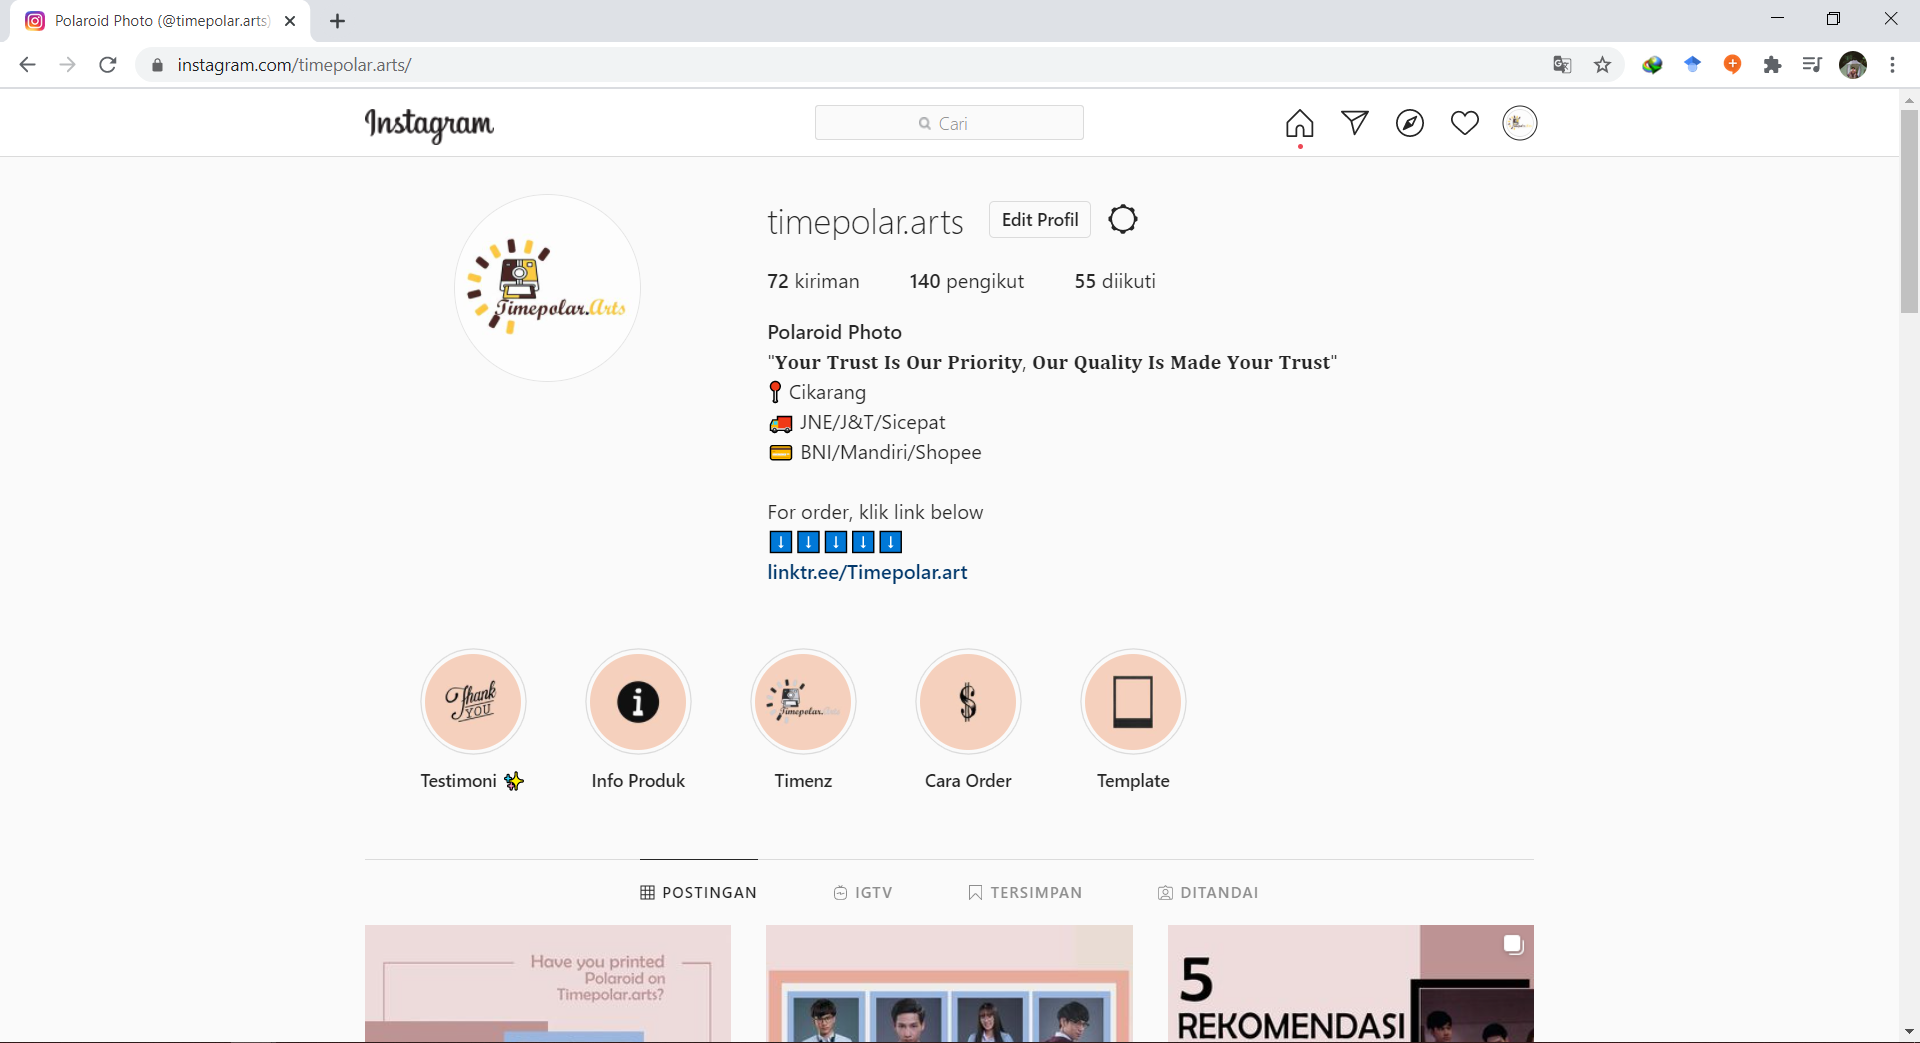 Polaroid Photo (@timepolar.arts)
instagram.com/timepolar.arts/
Instagram
Cari
Timepolar.Arts
timepolar.arts Edit Profil
72 kiriman 140 pengikut 55 diikuti
Polaroid Photo
"Your Trust Is Our Priority, Our Quality Is Made Your Trust"
Cikarang
JNE/J&T/Sicepat
BNI/Mandiri/Shopee
For order, klik link below
linktr.ee/Timepolar.art
Thank
YOU
Timepolar.Arts
$
Testimoni Info Produk Timenz Cara Order Template
POSTINGAN IGTV TERSIMPAN DITANDAI
Have you printed
Polaroid on
Timepolar.arts?
5
REKOMENDASI